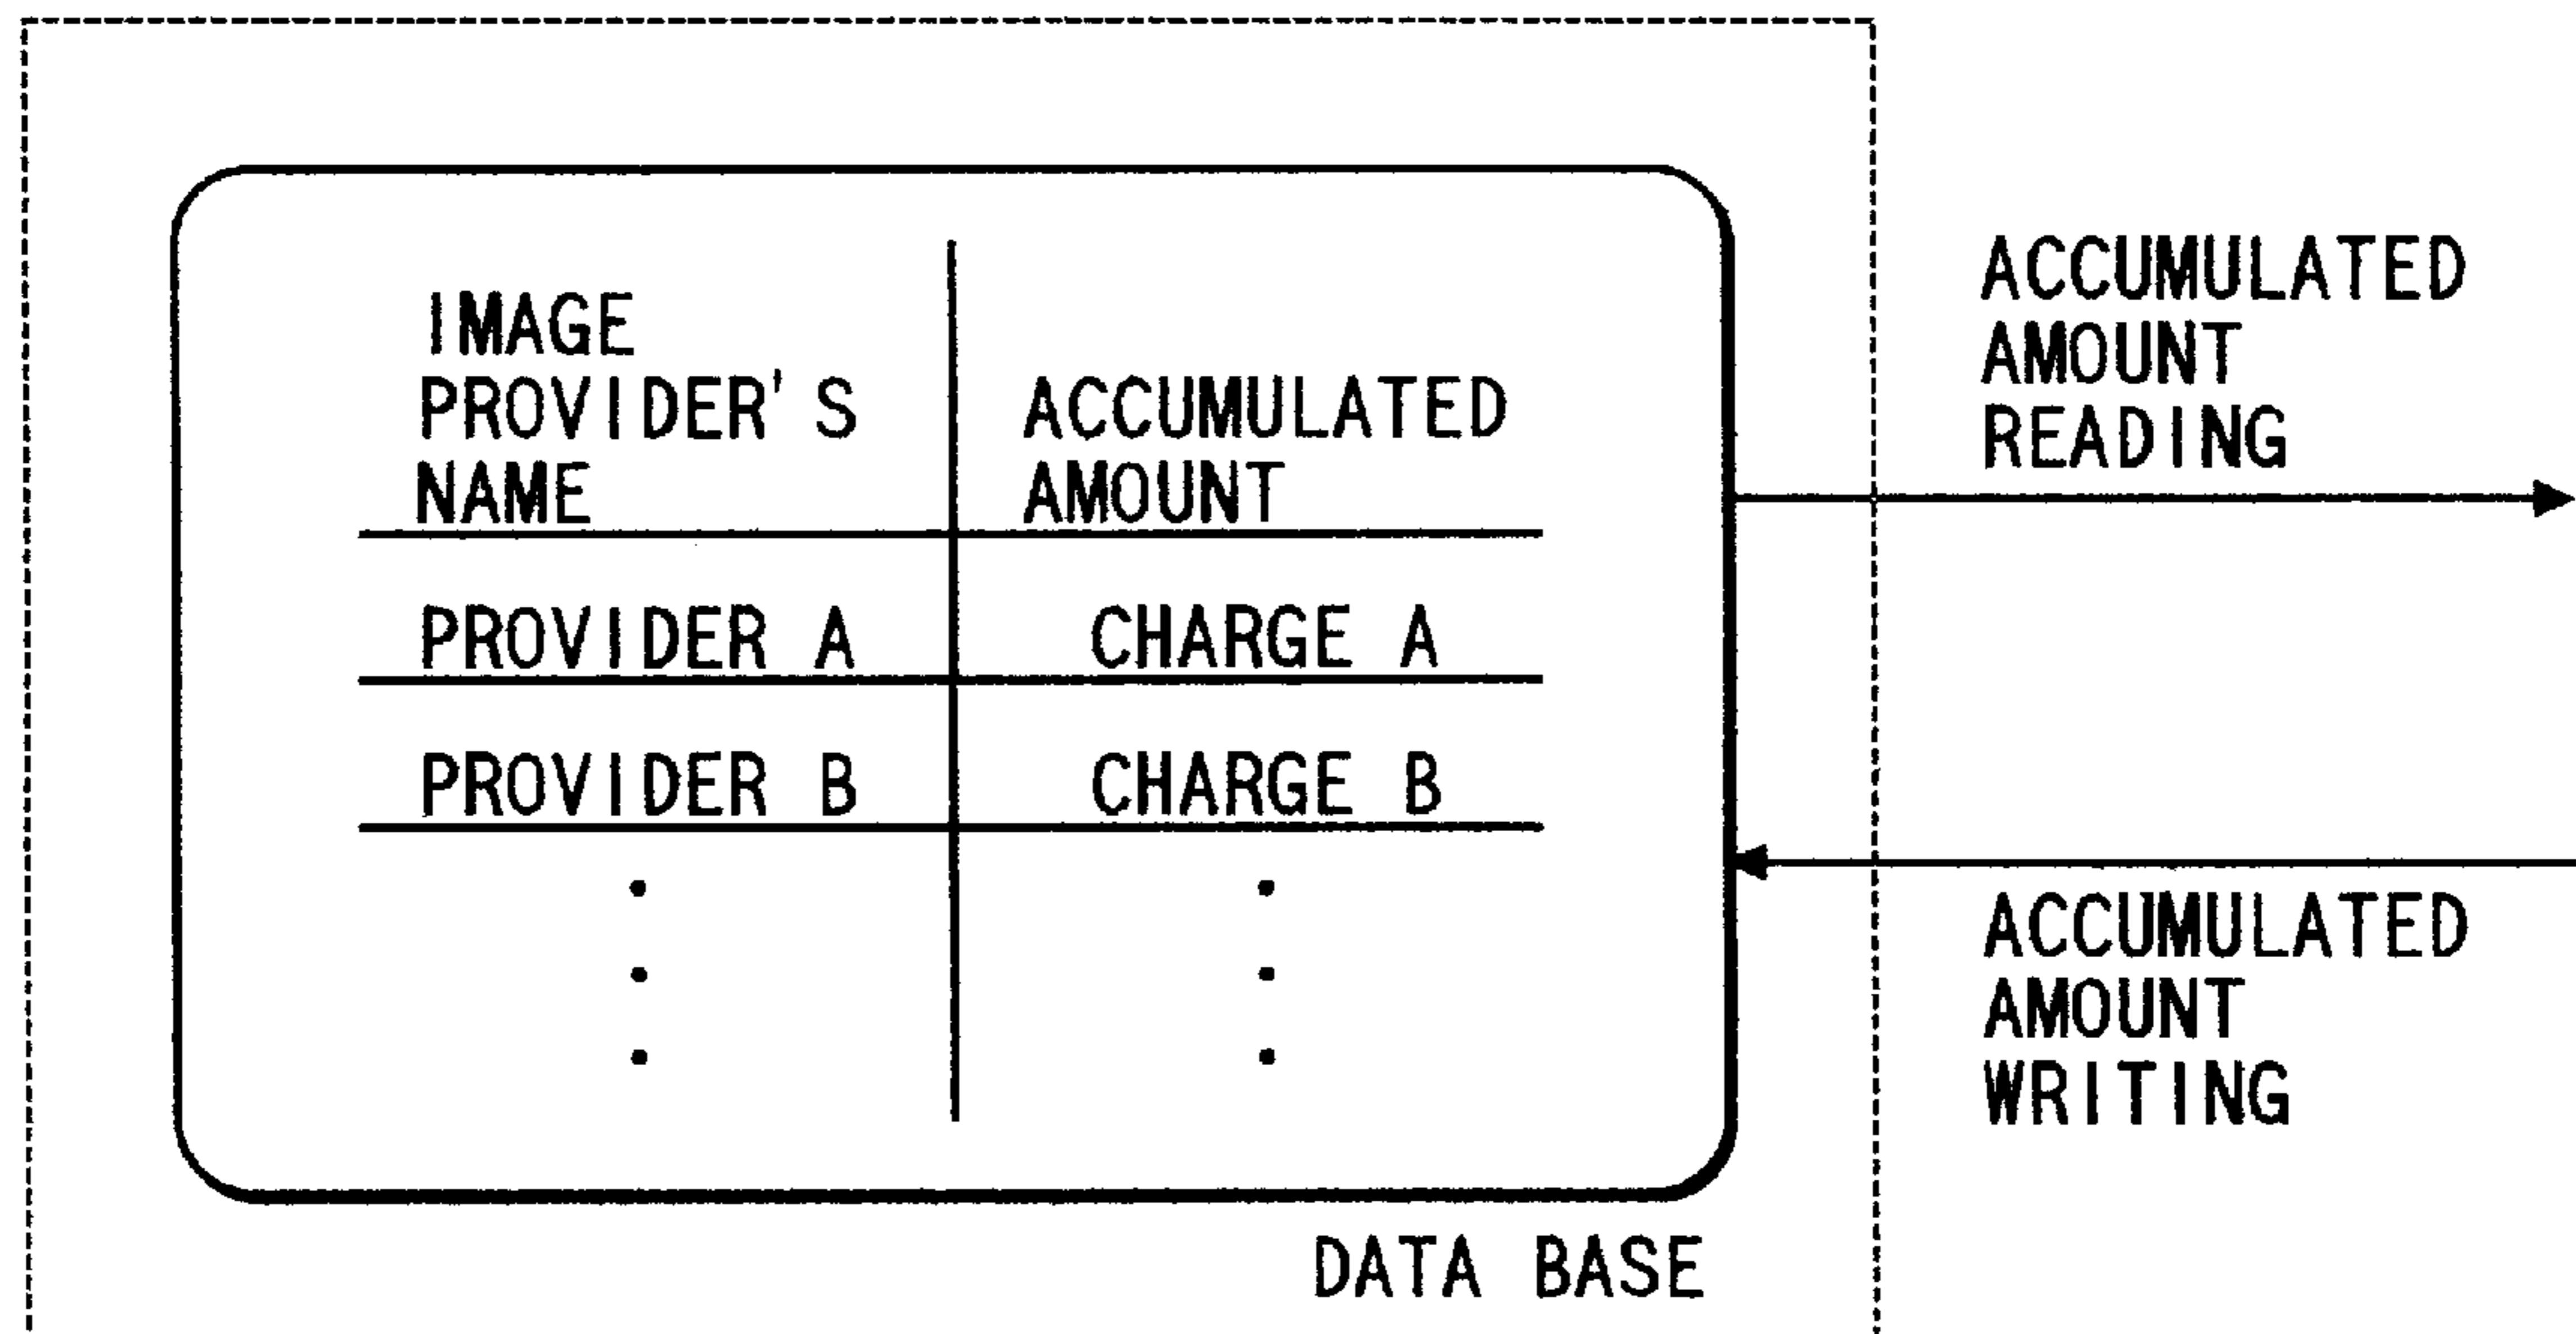 IMAGE
PROVIDER'S
NAME
ACCUMULATED
AMOUNT
PROVIDER A
CHARGE A
PROVIDER B
CHARGE B
DATA BASE
ACCUMULATED
AMOUNT
READING
ACCUMULATED
AMOUNT
WRITING